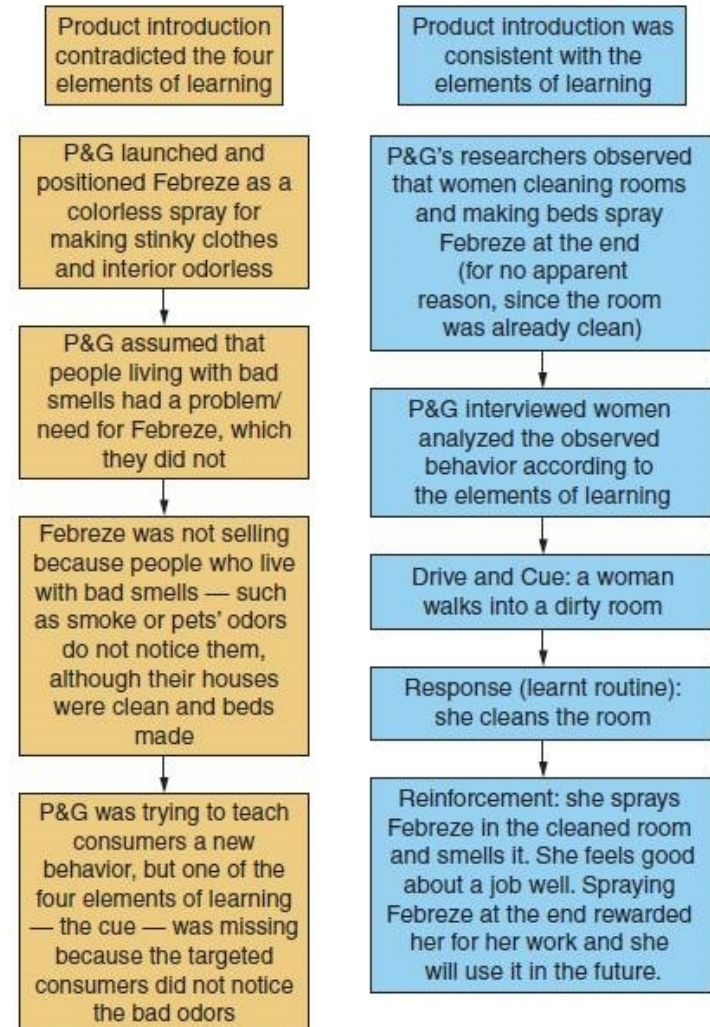 Product introduction
contradicted the four
elements of learning
P&G launched and
positioned Febreze as a
colorless spray for
making stinky clothes
and interior odorless
P&G assumed that
people living with bad
smells had a problem/
need for Febreze, which
they did not
Febreze was not selling
because people who live
with bad smells — such
as smoke or pets' odors
do not notice them,
although their houses
were clean and beds
made
P&G was trying to teach
consumers a new
behavior, but one of the
four elements of learning
— the cue — was missing
because the targeted
consumers did not notice
the bad odors
Product introduction was
consistent with the
elements of learning
P&G's researchers observed
that women cleaning rooms
and making beds spray
Febreze at the end
(for no apparent
reason, since the room
was already clean)
P&G interviewed women
analyzed the observed
behavior according to
the elements of learning
Drive and Cue: a woman
walks into a dirty room
Response (learnt routine):
she cleans the room
Reinforcement: she sprays
Febreze in the cleaned room
and smells it. She feels good
about a job well. Spraying
Febreze at the end rewarded
her for her work and she
will use it in the future.